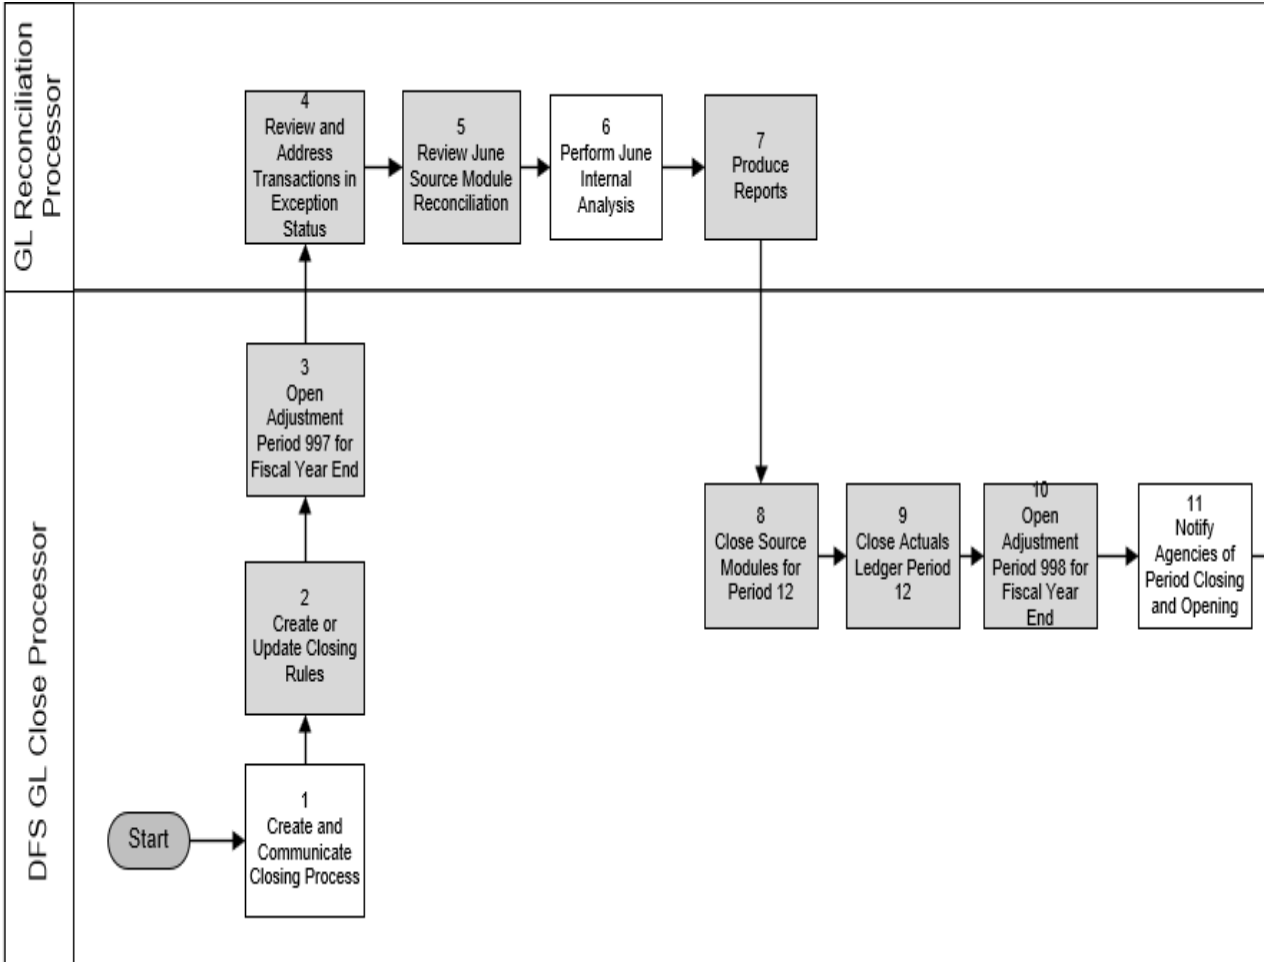 GL Reconciliation
Processor
4
Review and
Address
Transactions in
Exception
Status
5
Review June
Source Module
Reconciliation
6
Perform June
Internal
Analysis
7
Produce
Reports
DFS GL Close Processor
3
Open
Adjustment
Period 997 for
Fiscal Year End
2
Create or
Update Closing
Rules
Start
1
Create and
Communicate
Closing Process
8
Close Source
Modules for
Period 12
9
Close Actuals
Ledger Period
12
10
Open
Adjustment
Period 998 for
Fiscal Year
End
11
Notify
Agencies of
Period Closing
and Opening